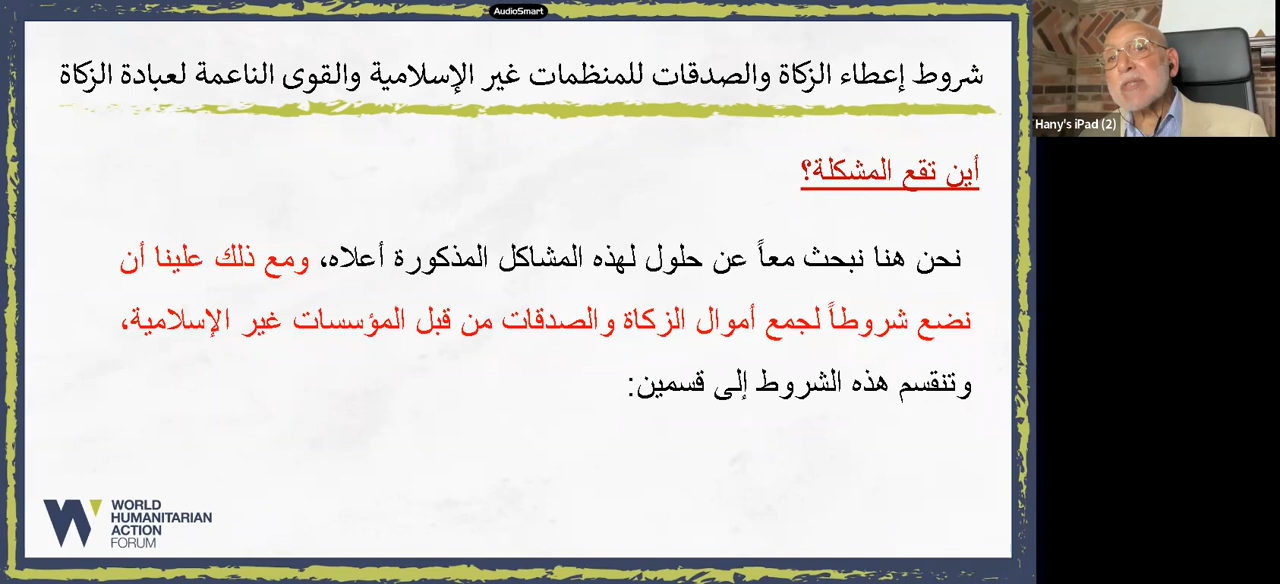 AudioSmart
شروط إعطاء الزكاة والصدقات للمنظمات غير الإسلامية والقوى الناعمة لعبادة الزكاة
Hany's iPad (2)
أين تقع المشكلة؟
نحن هنا نبحث معاً عن حلول لهذه المشاكل المذكورة أعلاه، ومع ذلك علينا أن
نضع شروطاً لجمع أموال الزكاة والصدقات من قبل المؤسسات غير الإسلامية،
وتنقسم هذه الشروط إلى قسمين:
WORLD
HUMANITARIAN
ACTION
FORUM